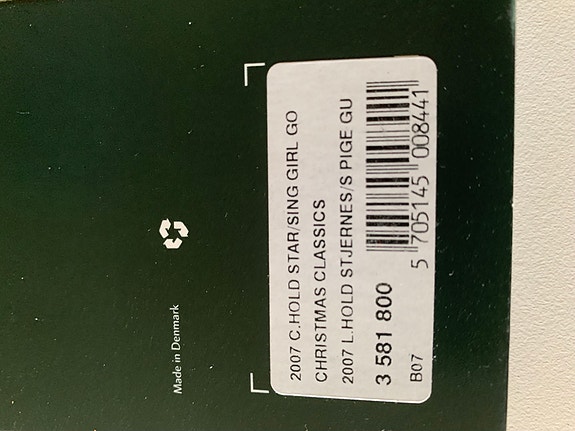 Made in Denmark
2007 C.HOLD STAR/SING GIRL GO
CHRISTMAS CLASSICS
2007 L.HOLD STJERNES/S PIGE GU
3 581 800
B07
5 705145 008441